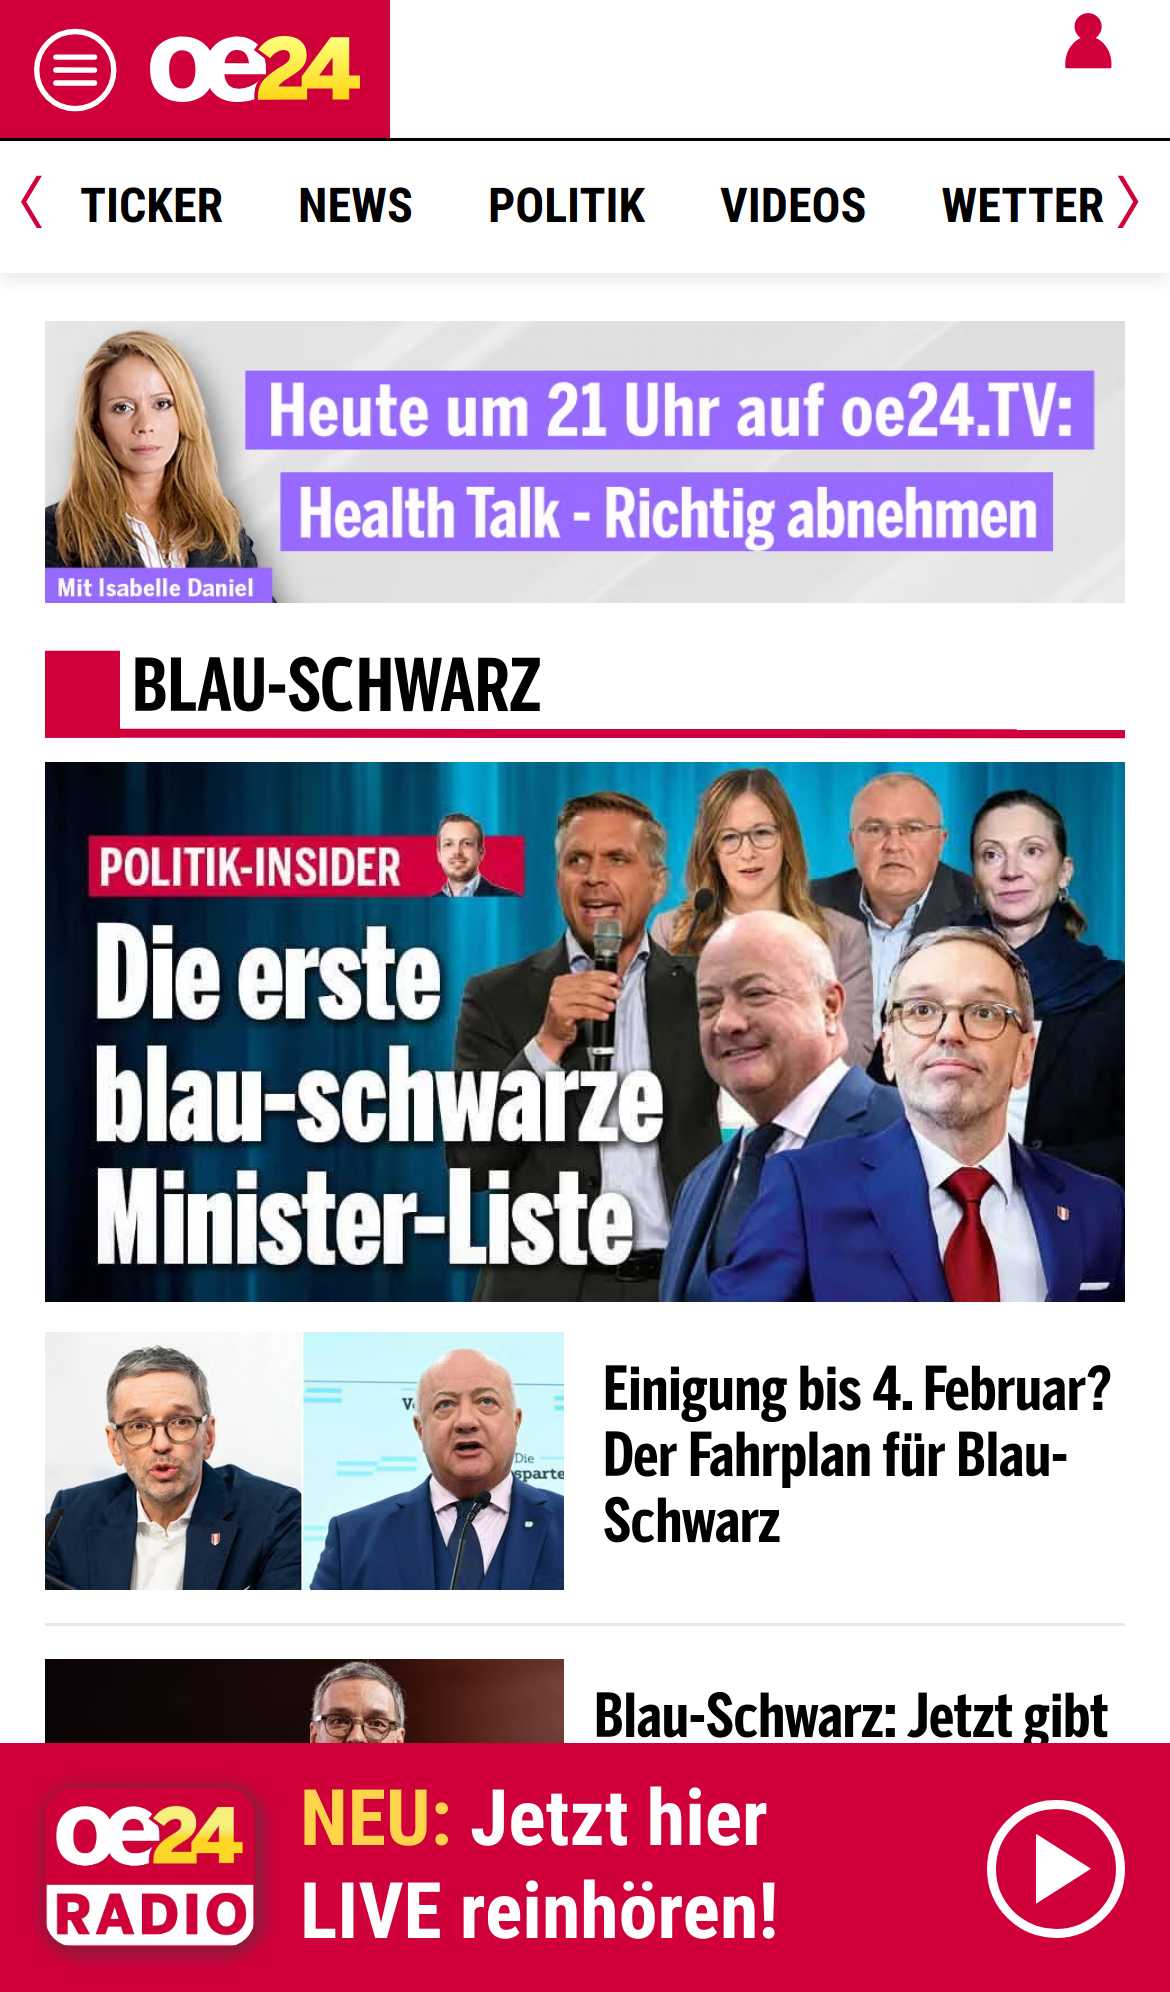 oe24
TICKER NEWS POLITIK VIDEOS WETTER
Heute um 21 Uhr auf oe24.TV:
Health Talk - Richtig abnehmen
Mit Isabelle Daniel
BLAU-SCHWARZ
POLITIK-INSIDER
Die erste
blau-schwarze
Minister-Liste
Die
sparte
Einigung bis 4. Februar?
Der Fahrplan für Blau-
Schwarz
Blau-Schwarz: Jetzt gibt
oe24
RADIO
NEU: Jetzt hier
LIVE reinhören!